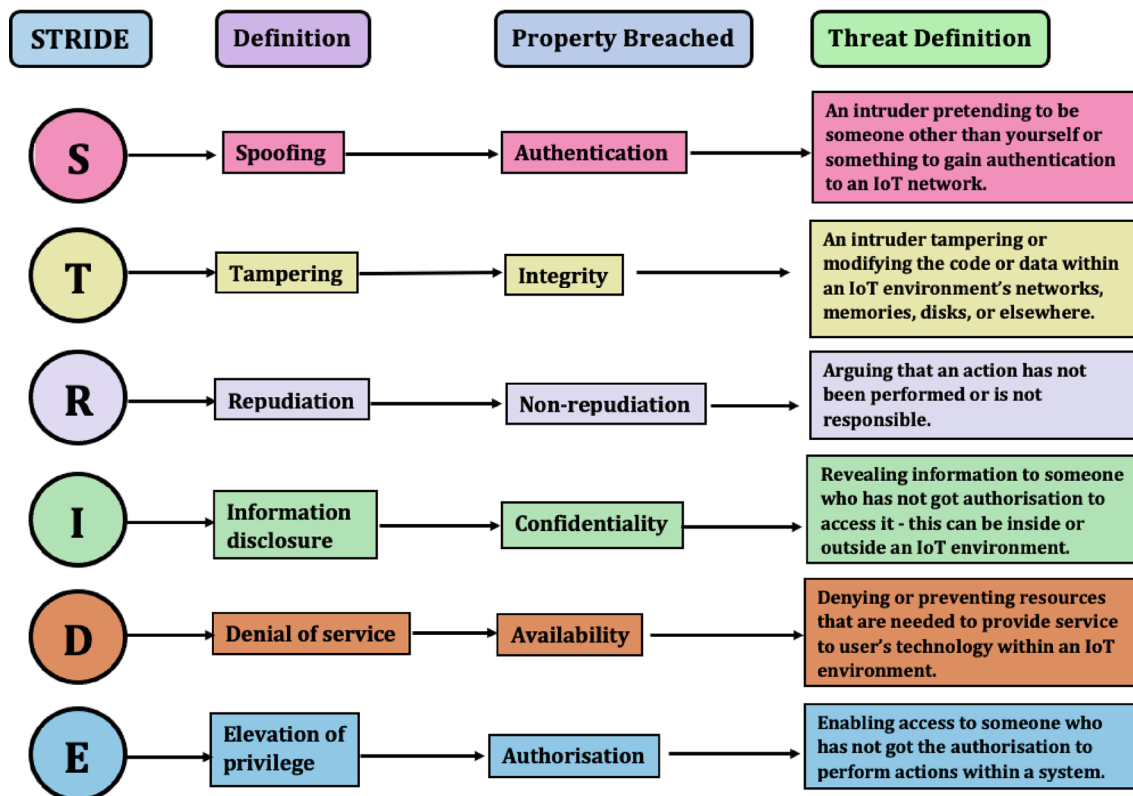 STRIDE
Definition
Property Breached
Threat Definition
S
Spoofing
Authentication
An intruder pretending to be
someone other than yourself or
something to gain authentication
to an IoT network.
T
Tampering
Integrity
An intruder tampering or
modifying the code or data within
an IoT environment's networks,
memories, disks, or elsewhere.
R
Repudiation
Non-repudiation
Arguing that an action has not
been performed or is not
responsible.
I
Information
disclosure
Confidentiality
Revealing information to someone
who has not got authorisation to
access it - this can be inside or
outside an IoT environment.
D
Denial of service
Availability
Denying or preventing resources
that are needed to provide service
to user's technology within an IoT
environment.
E
Elevation of
privilege
Authorisation
Enabling access to someone who
has not got the authorisation to
perform actions within a system.